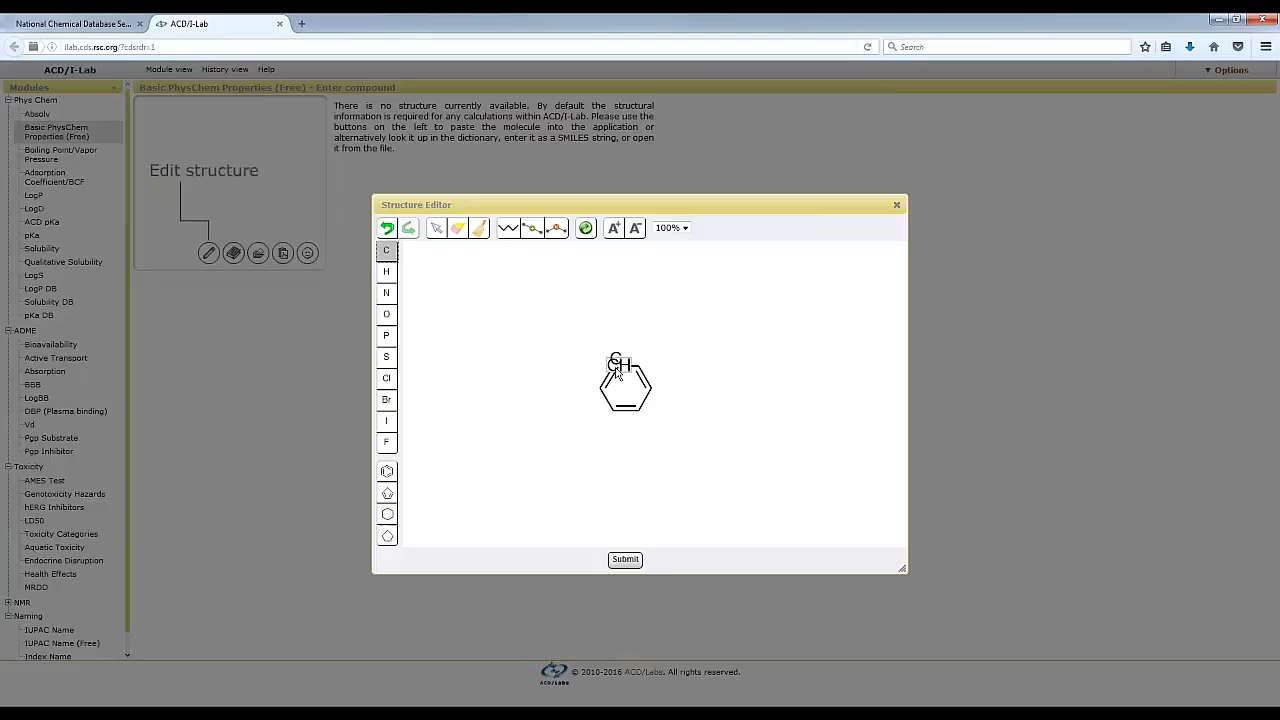 National Chemical Database Se...
ACD/I-Lab
ilab.cds.rsc.org/?cdsrdr=1
Search
ACD/I-Lab
Module view
History view
Help
▼ Options
Modules
Basic PhysChem Properties (Free) - Enter compound
Phys Chem
Absolv
Basic PhysChem
Properties (Free)
Boiling Point/Vapor
Pressure
Adsorption
Coefficient/BCF
LogP
LogD
ACD pKa
pKa
Solubility
Qualitative Solubility
LogS
LogP DB
Solubility DB
pKa DB
ADME
Bioavailability
Active Transport
Absorption
BBB
LogBB
DBP (Plasma binding)
Vd
Pgp Substrate
Pgp Inhibitor
Toxicity
AMES Test
Genotoxicity Hazards
hERG Inhibitors
LD50
Toxicity Categories
Aquatic Toxicity
Endocrine Disruption
Health Effects
MRDD
NMR
Naming
IUPAC Name
IUPAC Name (Free)
Index Name
Edit structure
There is no structure currently available. By default the structural
information is required for any calculations within ACD/I-Lab. Please use the
buttons on the left to paste the molecule into the application or
alternatively look it up in the dictionary, enter it as a SMILES string, or open
it from the file.
Structure Editor
A+
A-
100%
C
H
N
O
P
S
Cl
Br
I
F
C
CH
Submit
ACD/LABS
© 2010-2016 ACD/Labs. All rights reserved.